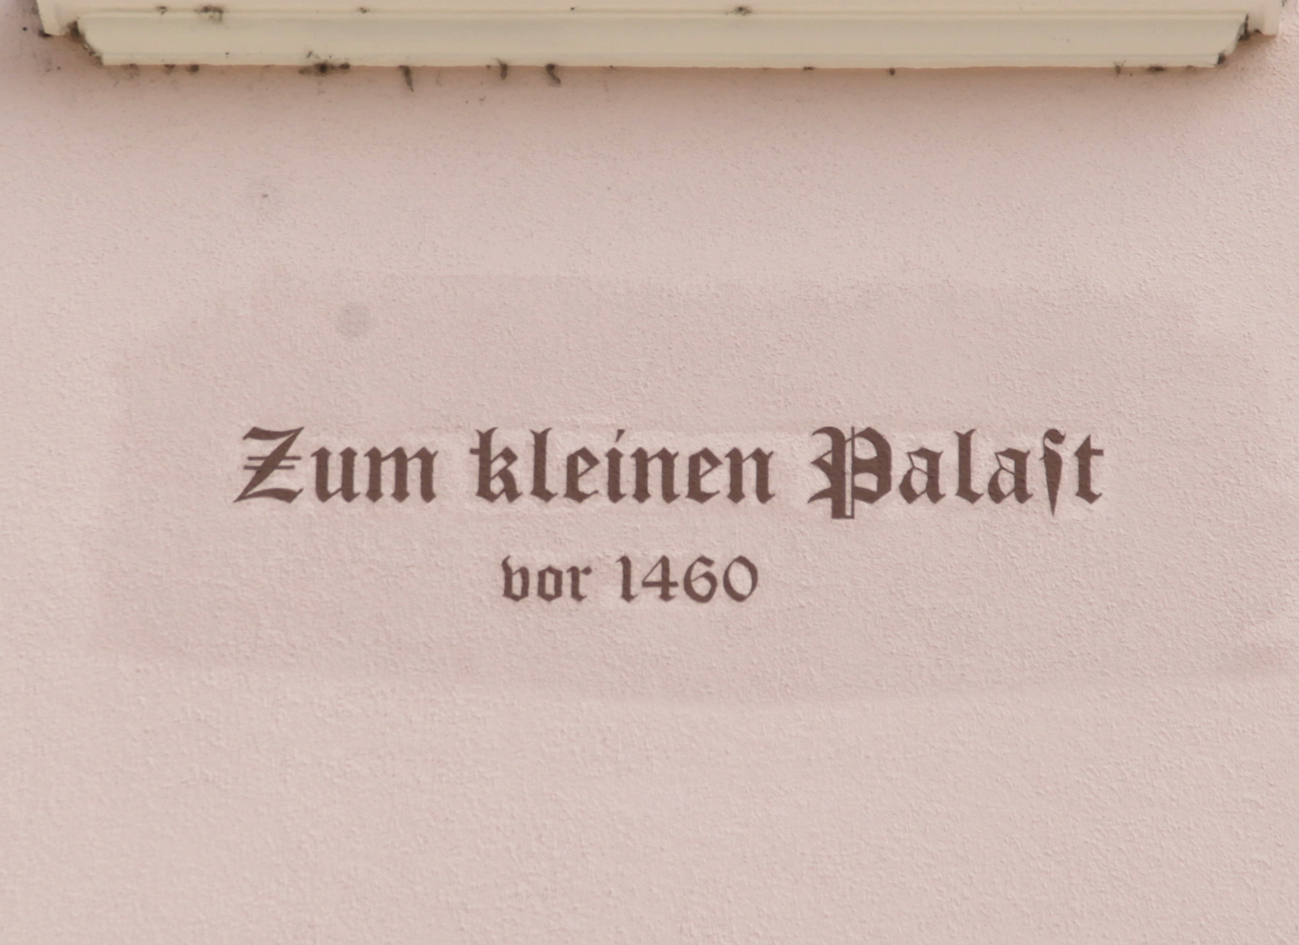 Zum kleinen Palaſt
vor 1460